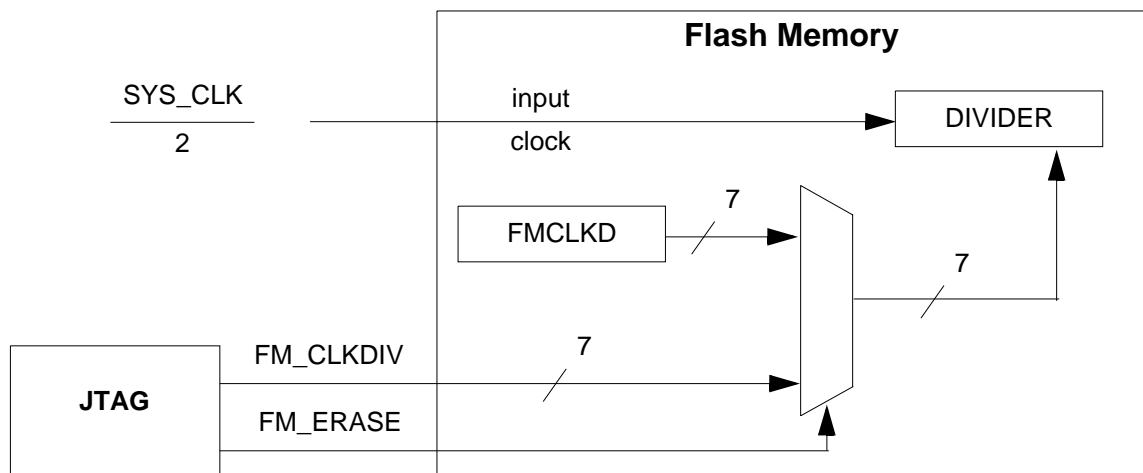 Flash Memory
SYS_CLK
2
input
clock
DIVIDER
7
FMCLKD
7
7
FM_CLKDIV
JTAG
FM_ERASE